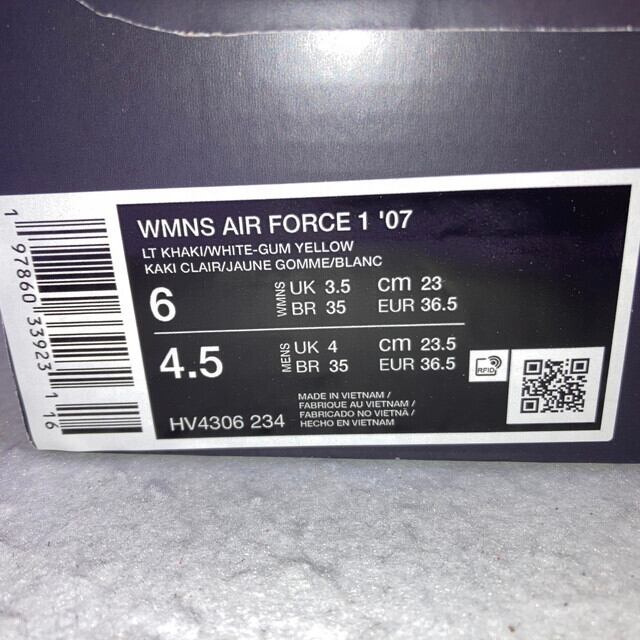 WMNS AIR FORCE 1 '07
LT KHAKI/WHITE-GUM YELLOW
KAKI CLAIR/JAUNE GOMME/BLANC
6 WMNS UK 3.5 cm 23
BR 35 EUR 36.5
4.5 MENS UK 4 cm 23.5
BR 35 EUR 36.5
RFID
HV4306 234
MADE IN VIETNAM /
FABRIQUE AU VIETNAM /
FABRICADO NO VIETNÃ /
HECHO EN VIETNAM
1 97860 33923 1 16